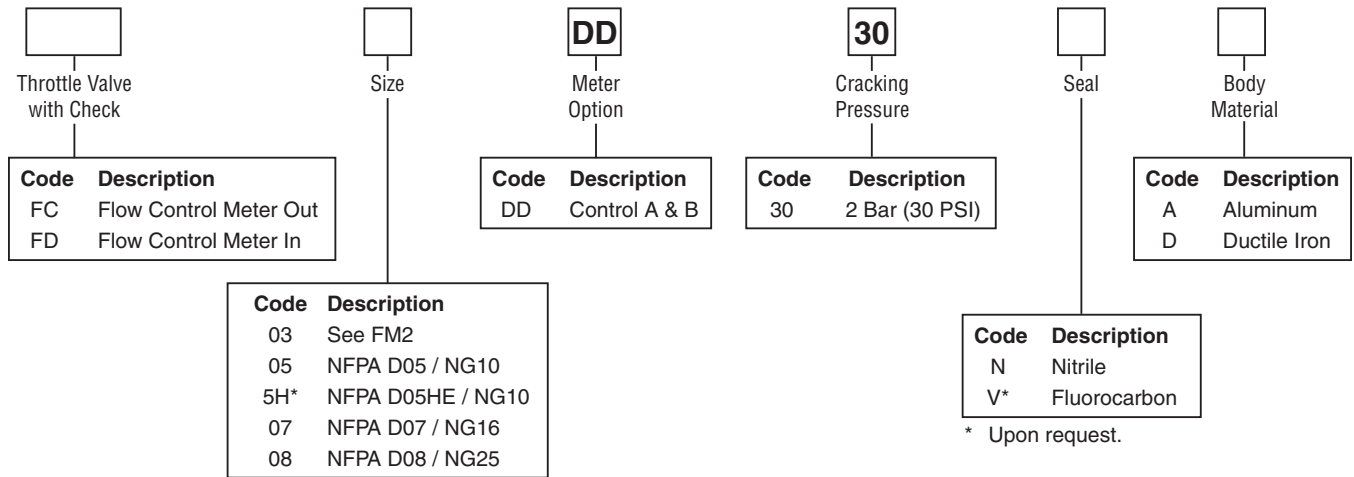 DD
30
Throttle Valve
with Check
Size
Meter
Option
Cracking
Pressure
Seal
Body
Material
Code Description
FC Flow Control Meter Out
FD Flow Control Meter In
Code Description
DD Control A & B
Code Description
30 2 Bar (30 PSI)
Code Description
A Aluminum
D Ductile Iron
Code Description
03 See FM2
05 NFPA D05 / NG10
5H* NFPA D05HE / NG10
07 NFPA D07 / NG16
08 NFPA D08 / NG25
Code Description
N Nitrile
V* Fluorocarbon
* Upon request.